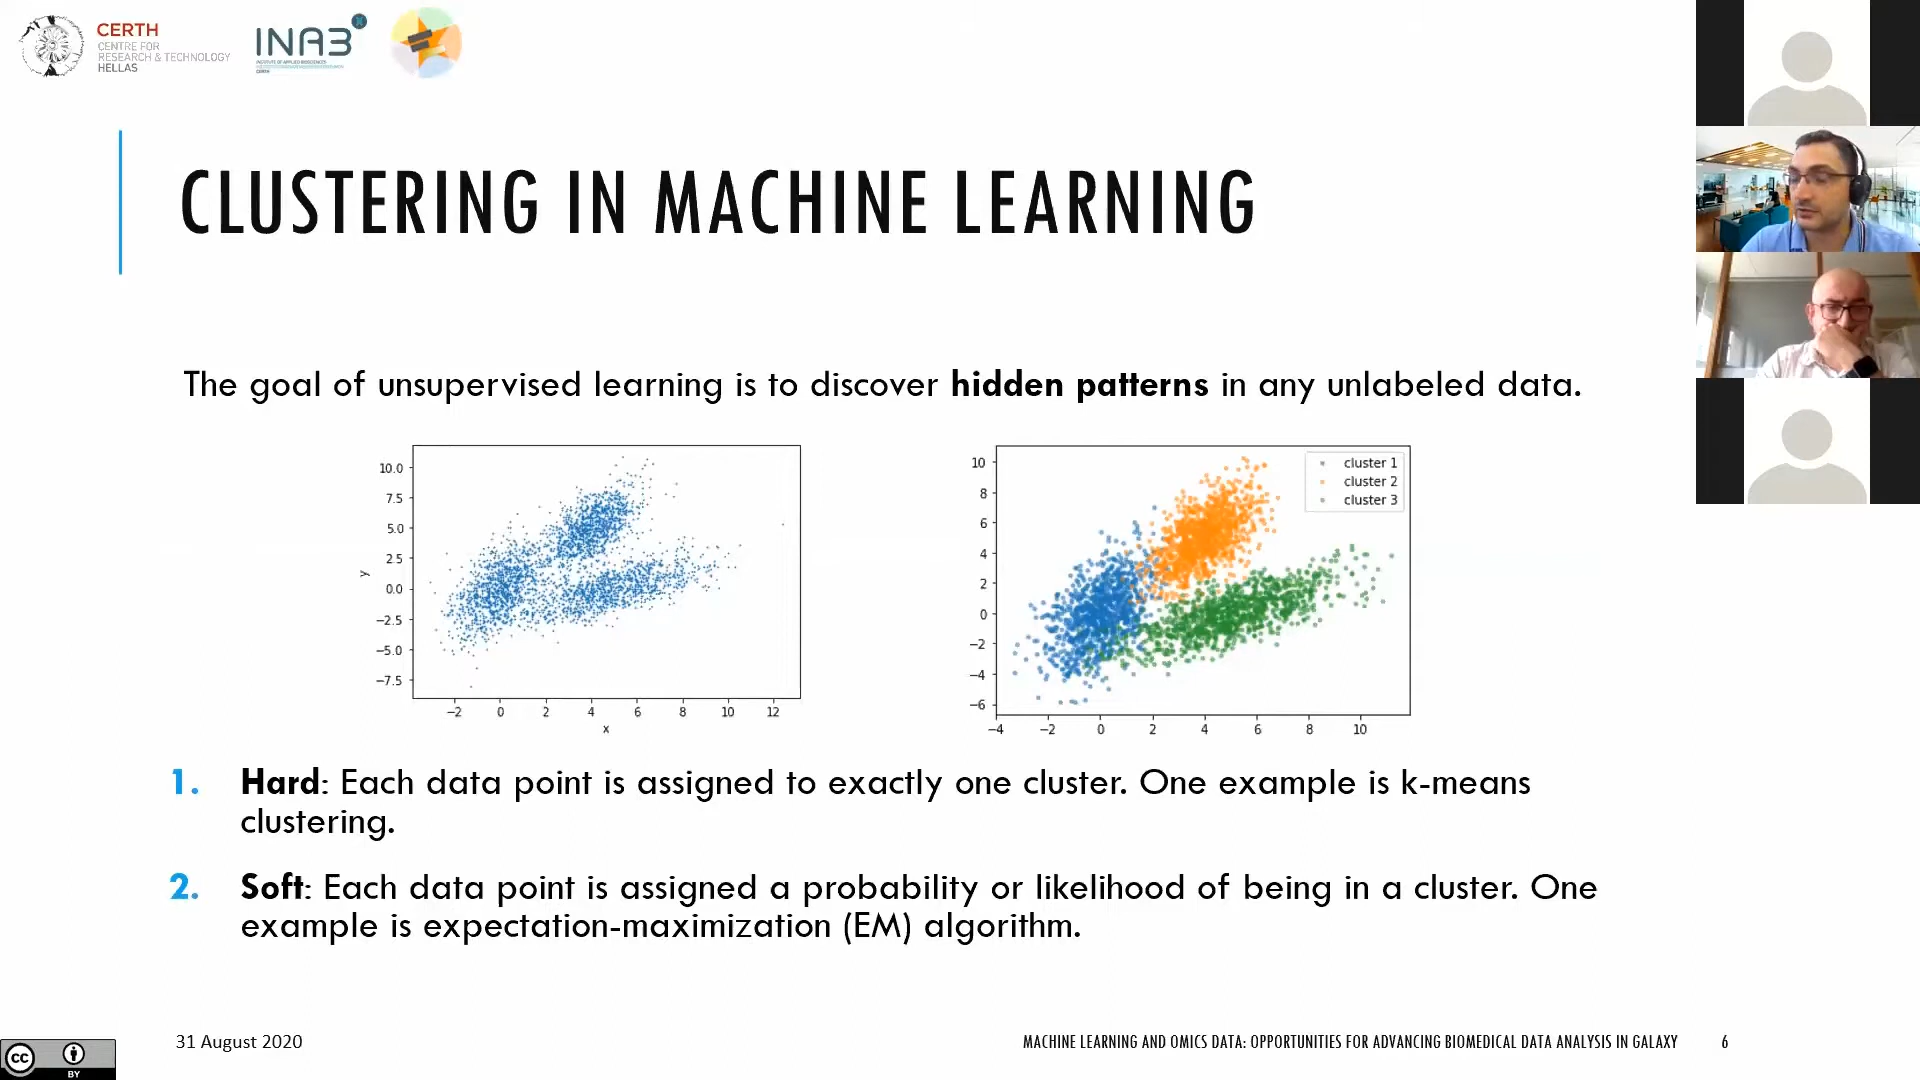 CERTH
CENTRE FOR
RESEARCH & TECHNOLOGY
HELLAS
INAB
INSTITUTE OF APPLIED BIOSCIENCES
CERTH
CLUSTERING IN MACHINE LEARNING
The goal of unsupervised learning is to discover hidden patterns in any unlabeled data.
10.0
7.5
5.0
2.5
0.0
−2.5
−5.0
−7.5
y
−2 0 2 4 6 8 10 12
x
cluster 1
cluster 2
cluster 3
10
8
6
4
2
0
−2
−4
−6
−4 −2 0 2 4 6 8 10
1. Hard: Each data point is assigned to exactly one cluster. One example is k-means
clustering.
2. Soft: Each data point is assigned a probability or likelihood of being in a cluster. One
example is expectation-maximization (EM) algorithm.
cc
BY
31 August 2020
MACHINE LEARNING AND OMICS DATA: OPPORTUNITIES FOR ADVANCING BIOMEDICAL DATA ANALYSIS IN GALAXY
6